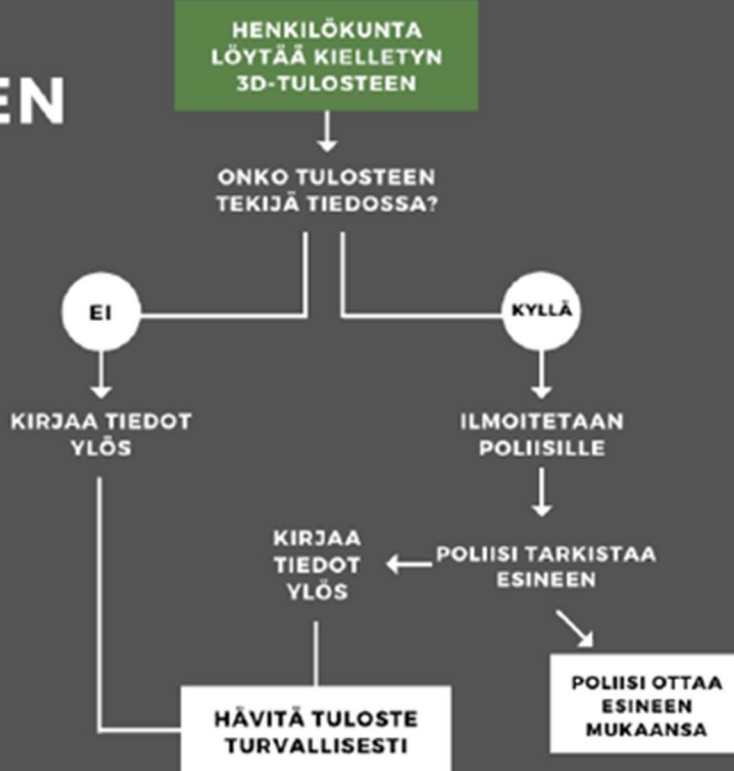 EN
HENKILÖKUNTA
LÖYTÄÄ KIELLETYN
3D-TULOSTEEN
ONKO TULOSTEEN
TEKIJÄ TIEDOSSA?
EI
KYLLÄ
KIRJAA TIEDOT
YLÖS
ILMOITETAAN
POLIISILLE
KIRJAA
TIEDOT
YLÖS
POLIISI TARKISTAA
ESINEEN
HÄVITÄ TULOSTE
TURVALLISESTI
POLIISI OTTAA
ESINEEN
MUKAANSA